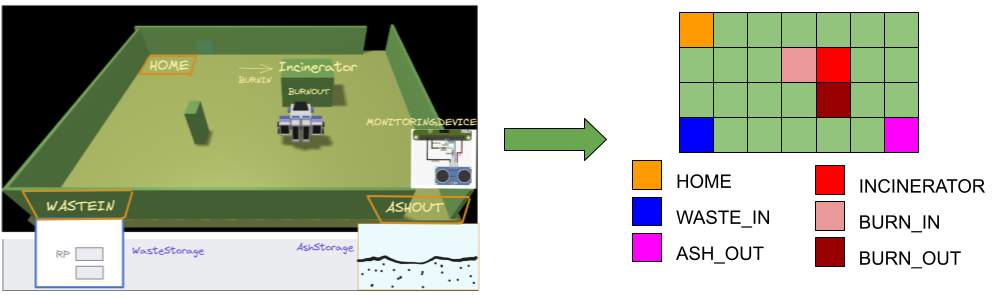 HOME
Incinerator
BURNIN
BURNOUT
MONITORINGDEVICE
WASTEIN
ASHOUT
RP
WasteStorage
AshStorage
HOME
WASTE_IN
ASH_OUT
INCINERATOR
BURN_IN
BURN_OUT